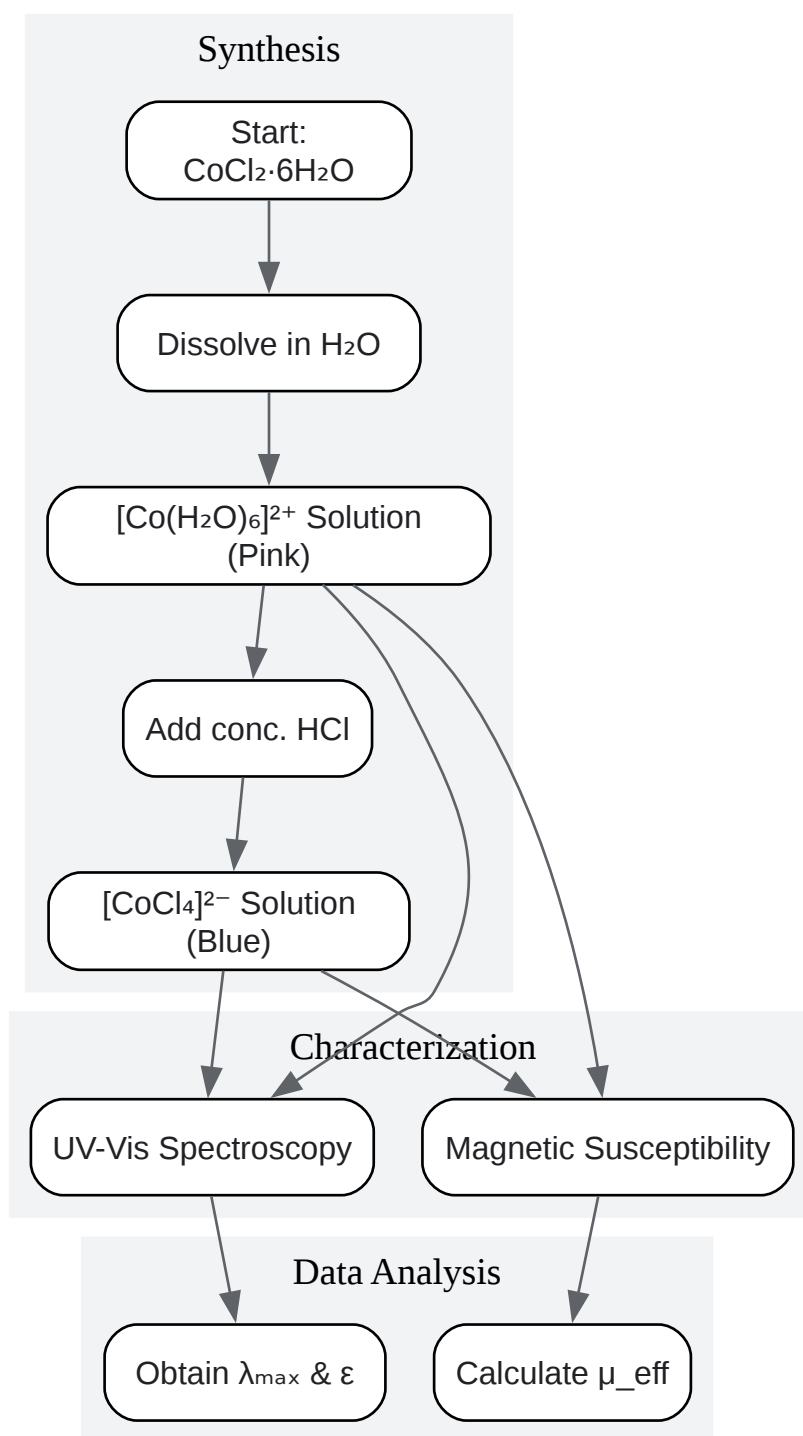 Synthesis
Start:
CoCl₂·6H₂O
Dissolve in H₂O
[Co(H₂O)₆]²⁺ Solution
(Pink)
Add conc. HCl
[CoCl₄]²⁻ Solution
(Blue)
Characterization
UV-Vis Spectroscopy
Magnetic Susceptibility
Data Analysis
Obtain λₘₐₓ & ε
Calculate μ_eff